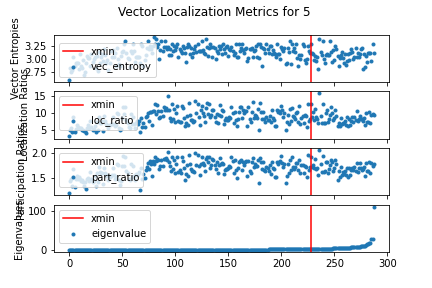 Vector Localization Metrics for 5
Vector Entropies
3.25
3.00
2.75
xmin
vec_entropy
Localization Ratios
15
10
5
xmin
loc_ratio
2.0
1.5
xmin
part_ratio
Eigenvalues
100
0
xmin
eigenvalue
0 50 100 150 200 250 300